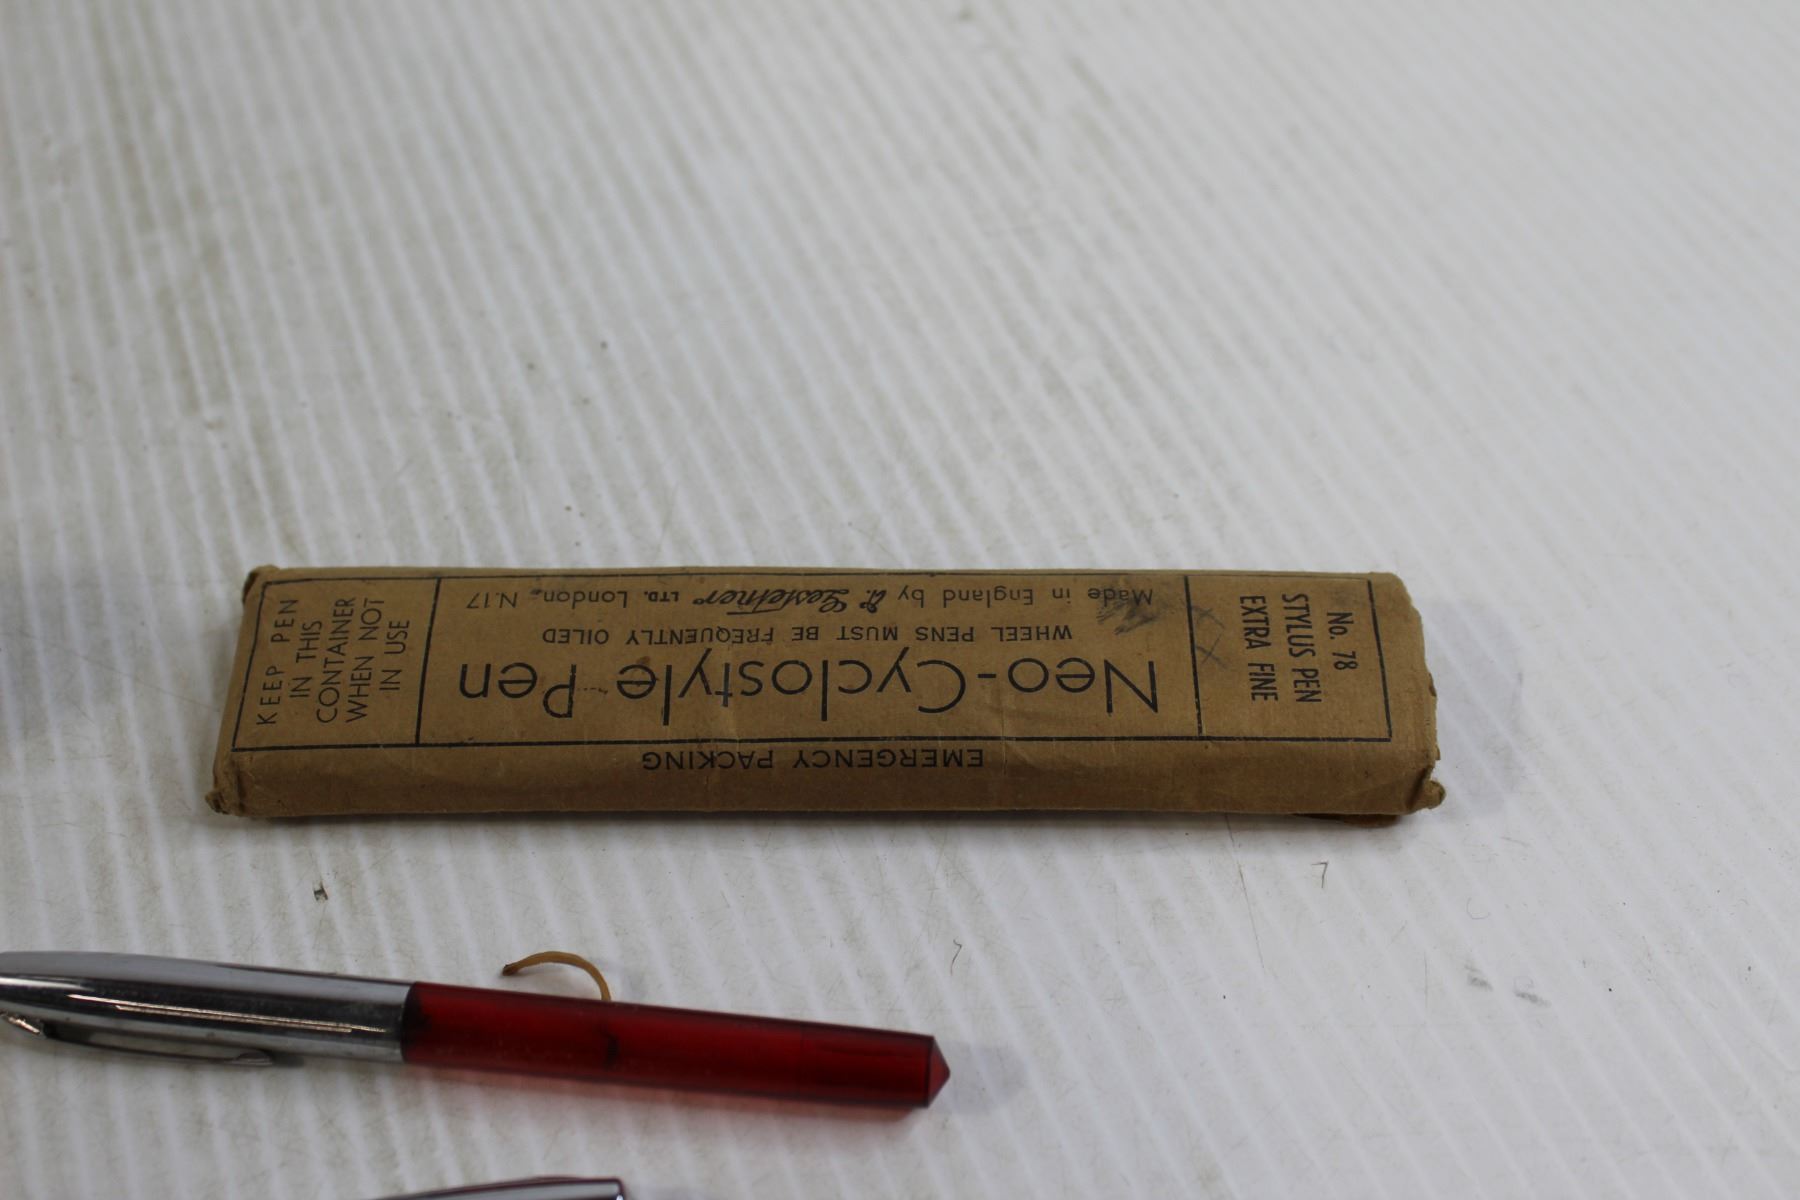 KEEP PEN
IN THIS
CONTAINER
WHEN NOT
IN USE
EMERGENCY PACKING
Neo-Cyclostyle Pen
WHEEL PENS MUST BE FREQUENTLY OILED
Made in England by D. Gestetner LTD. London, N.17
No. 78
STYLUS PEN
EXTRA FINE